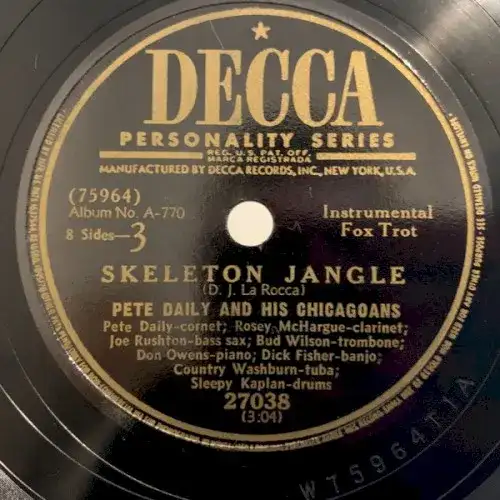 DECCA
PERSONALITY SERIES
REG. U.S. PAT. OFF.
MARCA REGISTRADA
MANUFACTURED BY DECCA RECORDS, INC., NEW YORK, U.S.A.
(75964)
Album No. A-770
8 Sides—3
Instrumental
Fox Trot
SKELETON JANGLE
(D. J. La Rocca)
PETE DAILY AND HIS CHICAGOANS
Pete Daily-cornet; Rosey McHargue-clarinet;
Joe Rushton-bass sax; Bud Wilson-trombone;
Don Owens-piano; Dick Fisher-banjo;
Country Washburn-tuba;
Sleepy Kaplan-drums
27038
(3:04)
W75964T1A